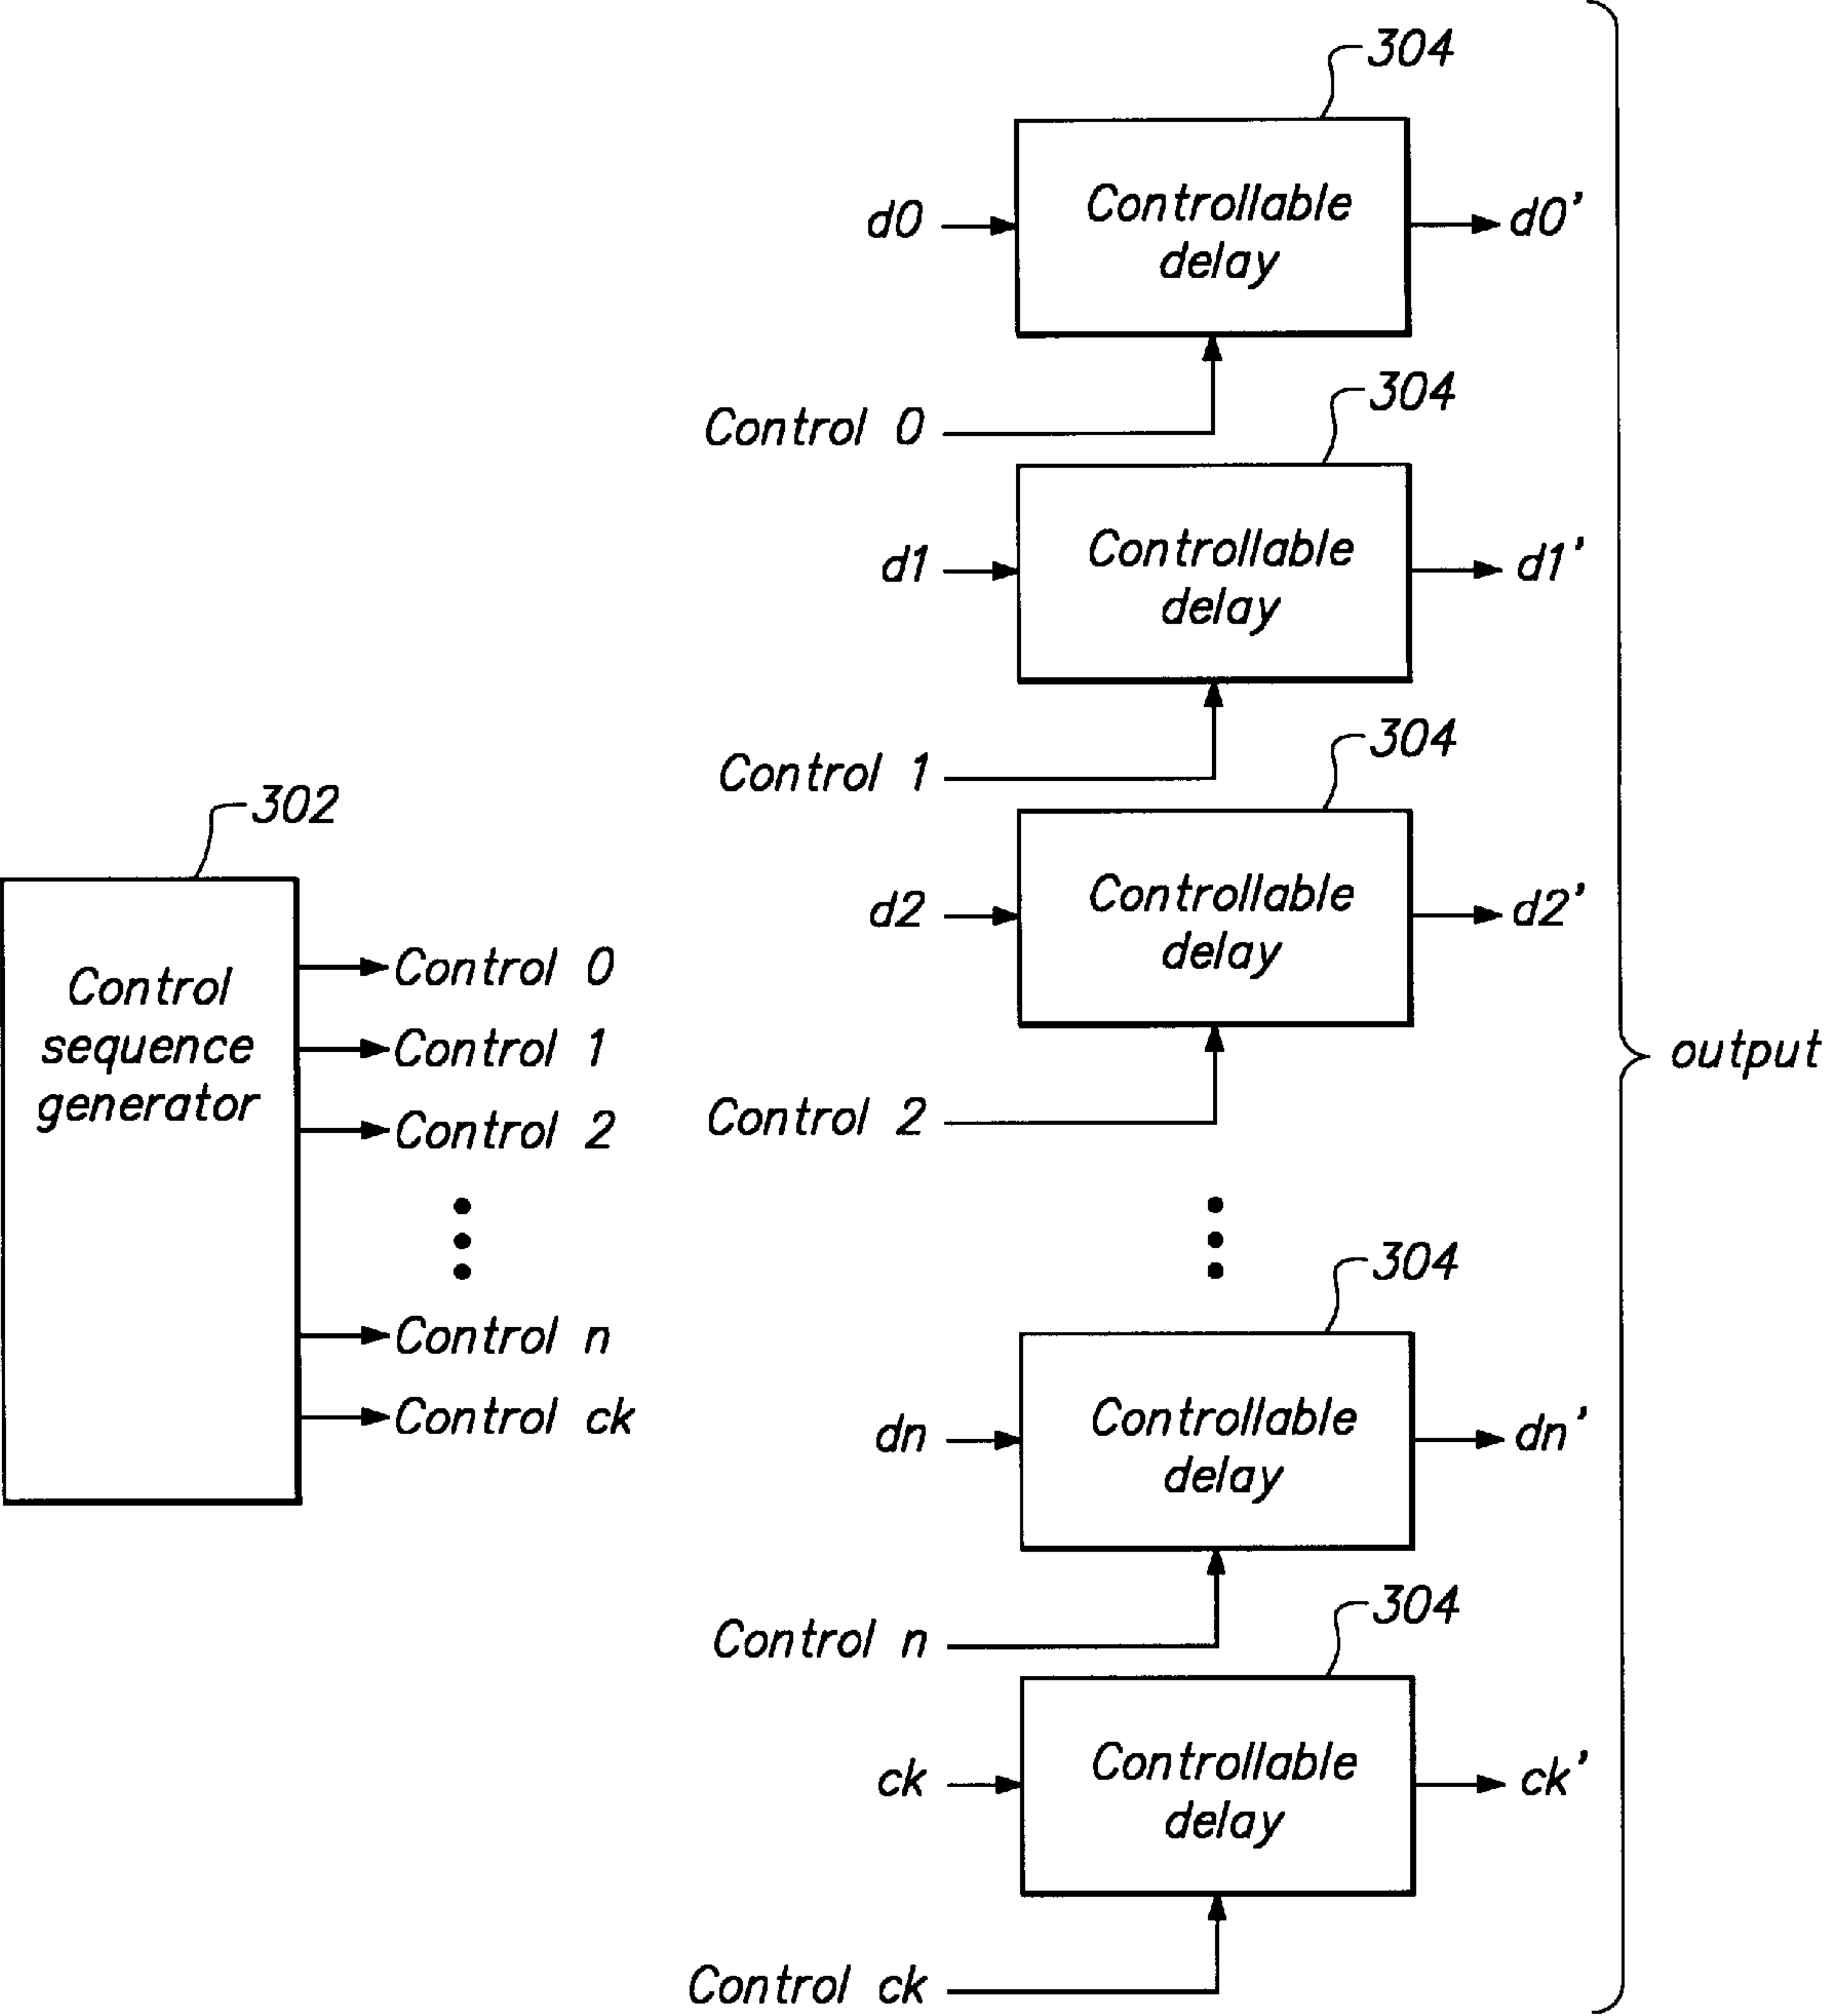 304
Controllable
delay
d0
d0'
Control 0
304
Controllable
delay
d1
d1'
Control 1
304
Controllable
delay
d2
d2'
Control 2
302
Control
sequence
generator
Control 0
Control 1
Control 2
Control n
Control ck
304
Controllable
delay
dn
dn'
Control n
304
Controllable
delay
ck
ck'
Control ck
output